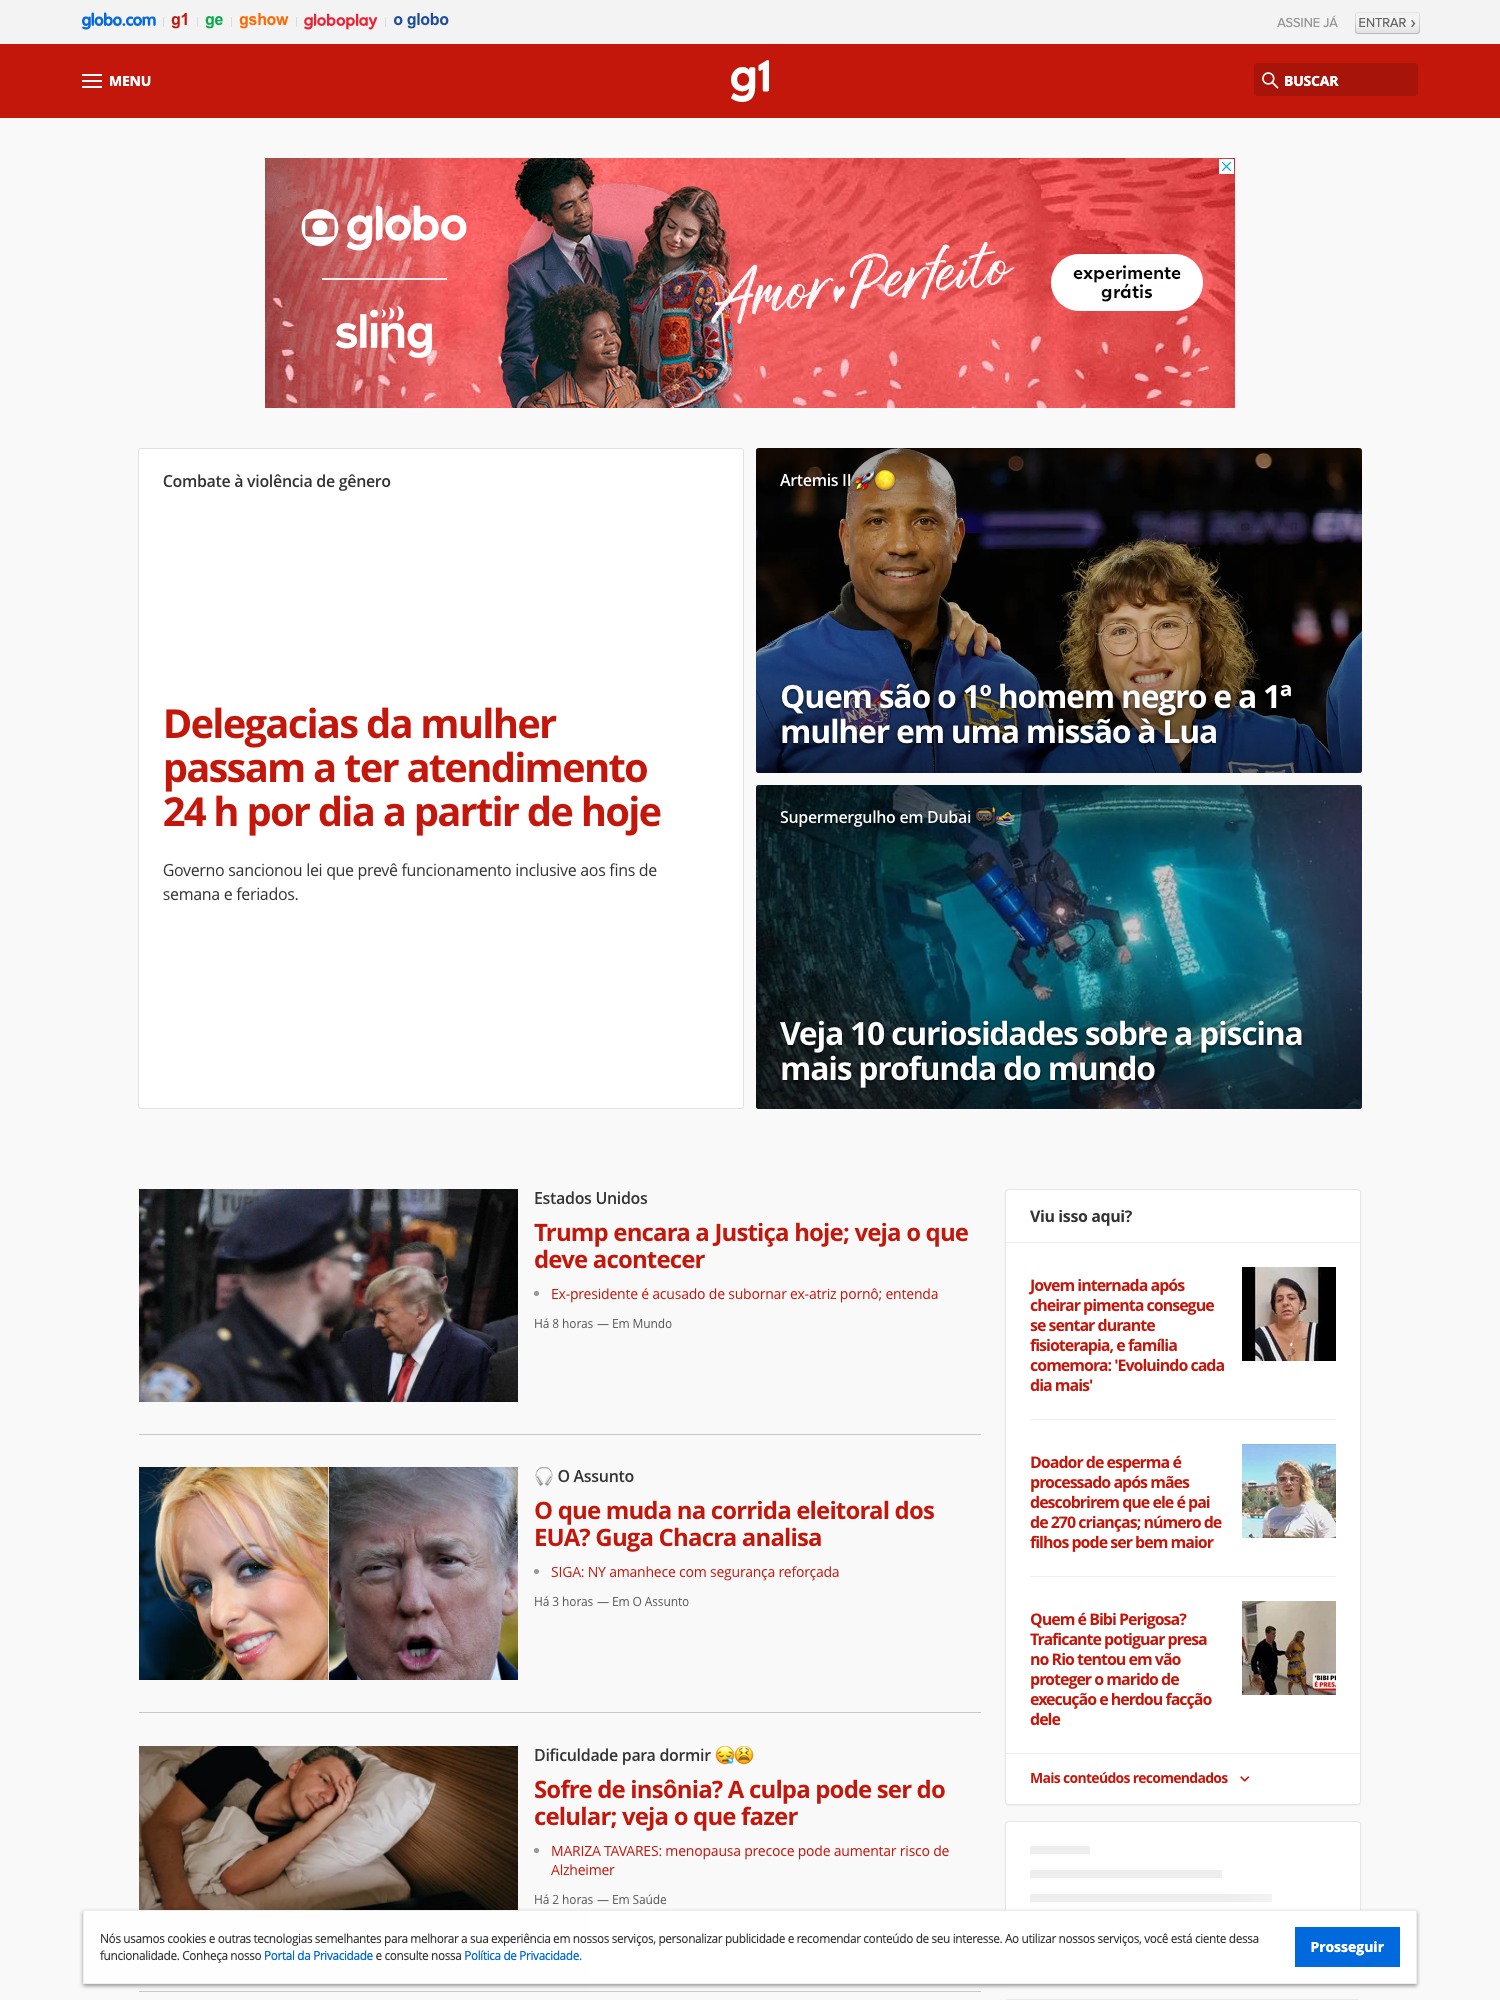 globo.com g1 ge gshow globoplay o globo
ASSINE JÁ ENTRAR ›
MENU
g1
BUSCAR
globo
sling
Amor Perfeito
experimente
grátis
Combate à violência de gênero
Delegacias da mulher
passam a ter atendimento
24 h por dia a partir de hoje
Governo sancionou lei que prevê funcionamento inclusive aos fins de
semana e feriados.
Artemis II 🚀🌕
Quem são o 1º homem negro e a 1ª
mulher em uma missão à Lua
Supermergulho em Dubai
Veja 10 curiosidades sobre a piscina
mais profunda do mundo
Estados Unidos
Trump encara a Justiça hoje; veja o que
deve acontecer
Ex-presidente é acusado de subornar ex-atriz pornô; entenda
Há 8 horas — Em Mundo
🎧 O Assunto
O que muda na corrida eleitoral dos
EUA? Guga Chacra analisa
SIGA: NY amanhece com segurança reforçada
Há 3 horas — Em O Assunto
Dificuldade para dormir 😪😫
Sofre de insônia? A culpa pode ser do
celular; veja o que fazer
MARIZA TAVARES: menopausa precoce pode aumentar risco de
Alzheimer
Há 2 horas — Em Saúde
Viu isso aqui?
Jovem internada após
cheirar pimenta consegue
se sentar durante
fisioterapia, e família
comemora: 'Evoluindo cada
dia mais'
Doador de esperma é
processado após mães
descobrirem que ele é pai
de 270 crianças; número de
filhos pode ser bem maior
Quem é Bibi Perigosa?
Traficante potiguar presa
no Rio tentou em vão
proteger o marido de
execução e herdou facção
dele
Mais conteúdos recomendados
Nós usamos cookies e outras tecnologias semelhantes para melhorar a sua experiência em nossos serviços, personalizar publicidade e recomendar conteúdo de seu interesse. Ao utilizar nossos serviços, você está ciente dessa
funcionalidade. Conheça nosso Portal da Privacidade e consulte nossa Política de Privacidade.
Prosseguir